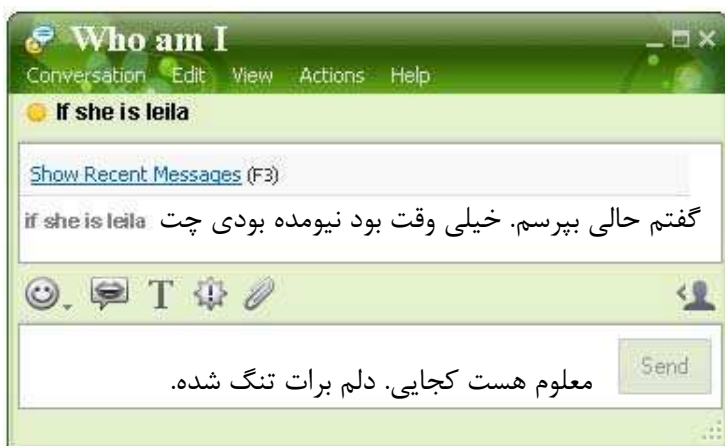 Who am I
Conversation Edit View Actions Help
If she is leila
Show Recent Messages (F3)
if she is leila گفتم حالی بپرسم. خیلی وقت بود نیومده بودی چت
T
معلوم هست کجایی. دلم برات تنگ شده.
Send